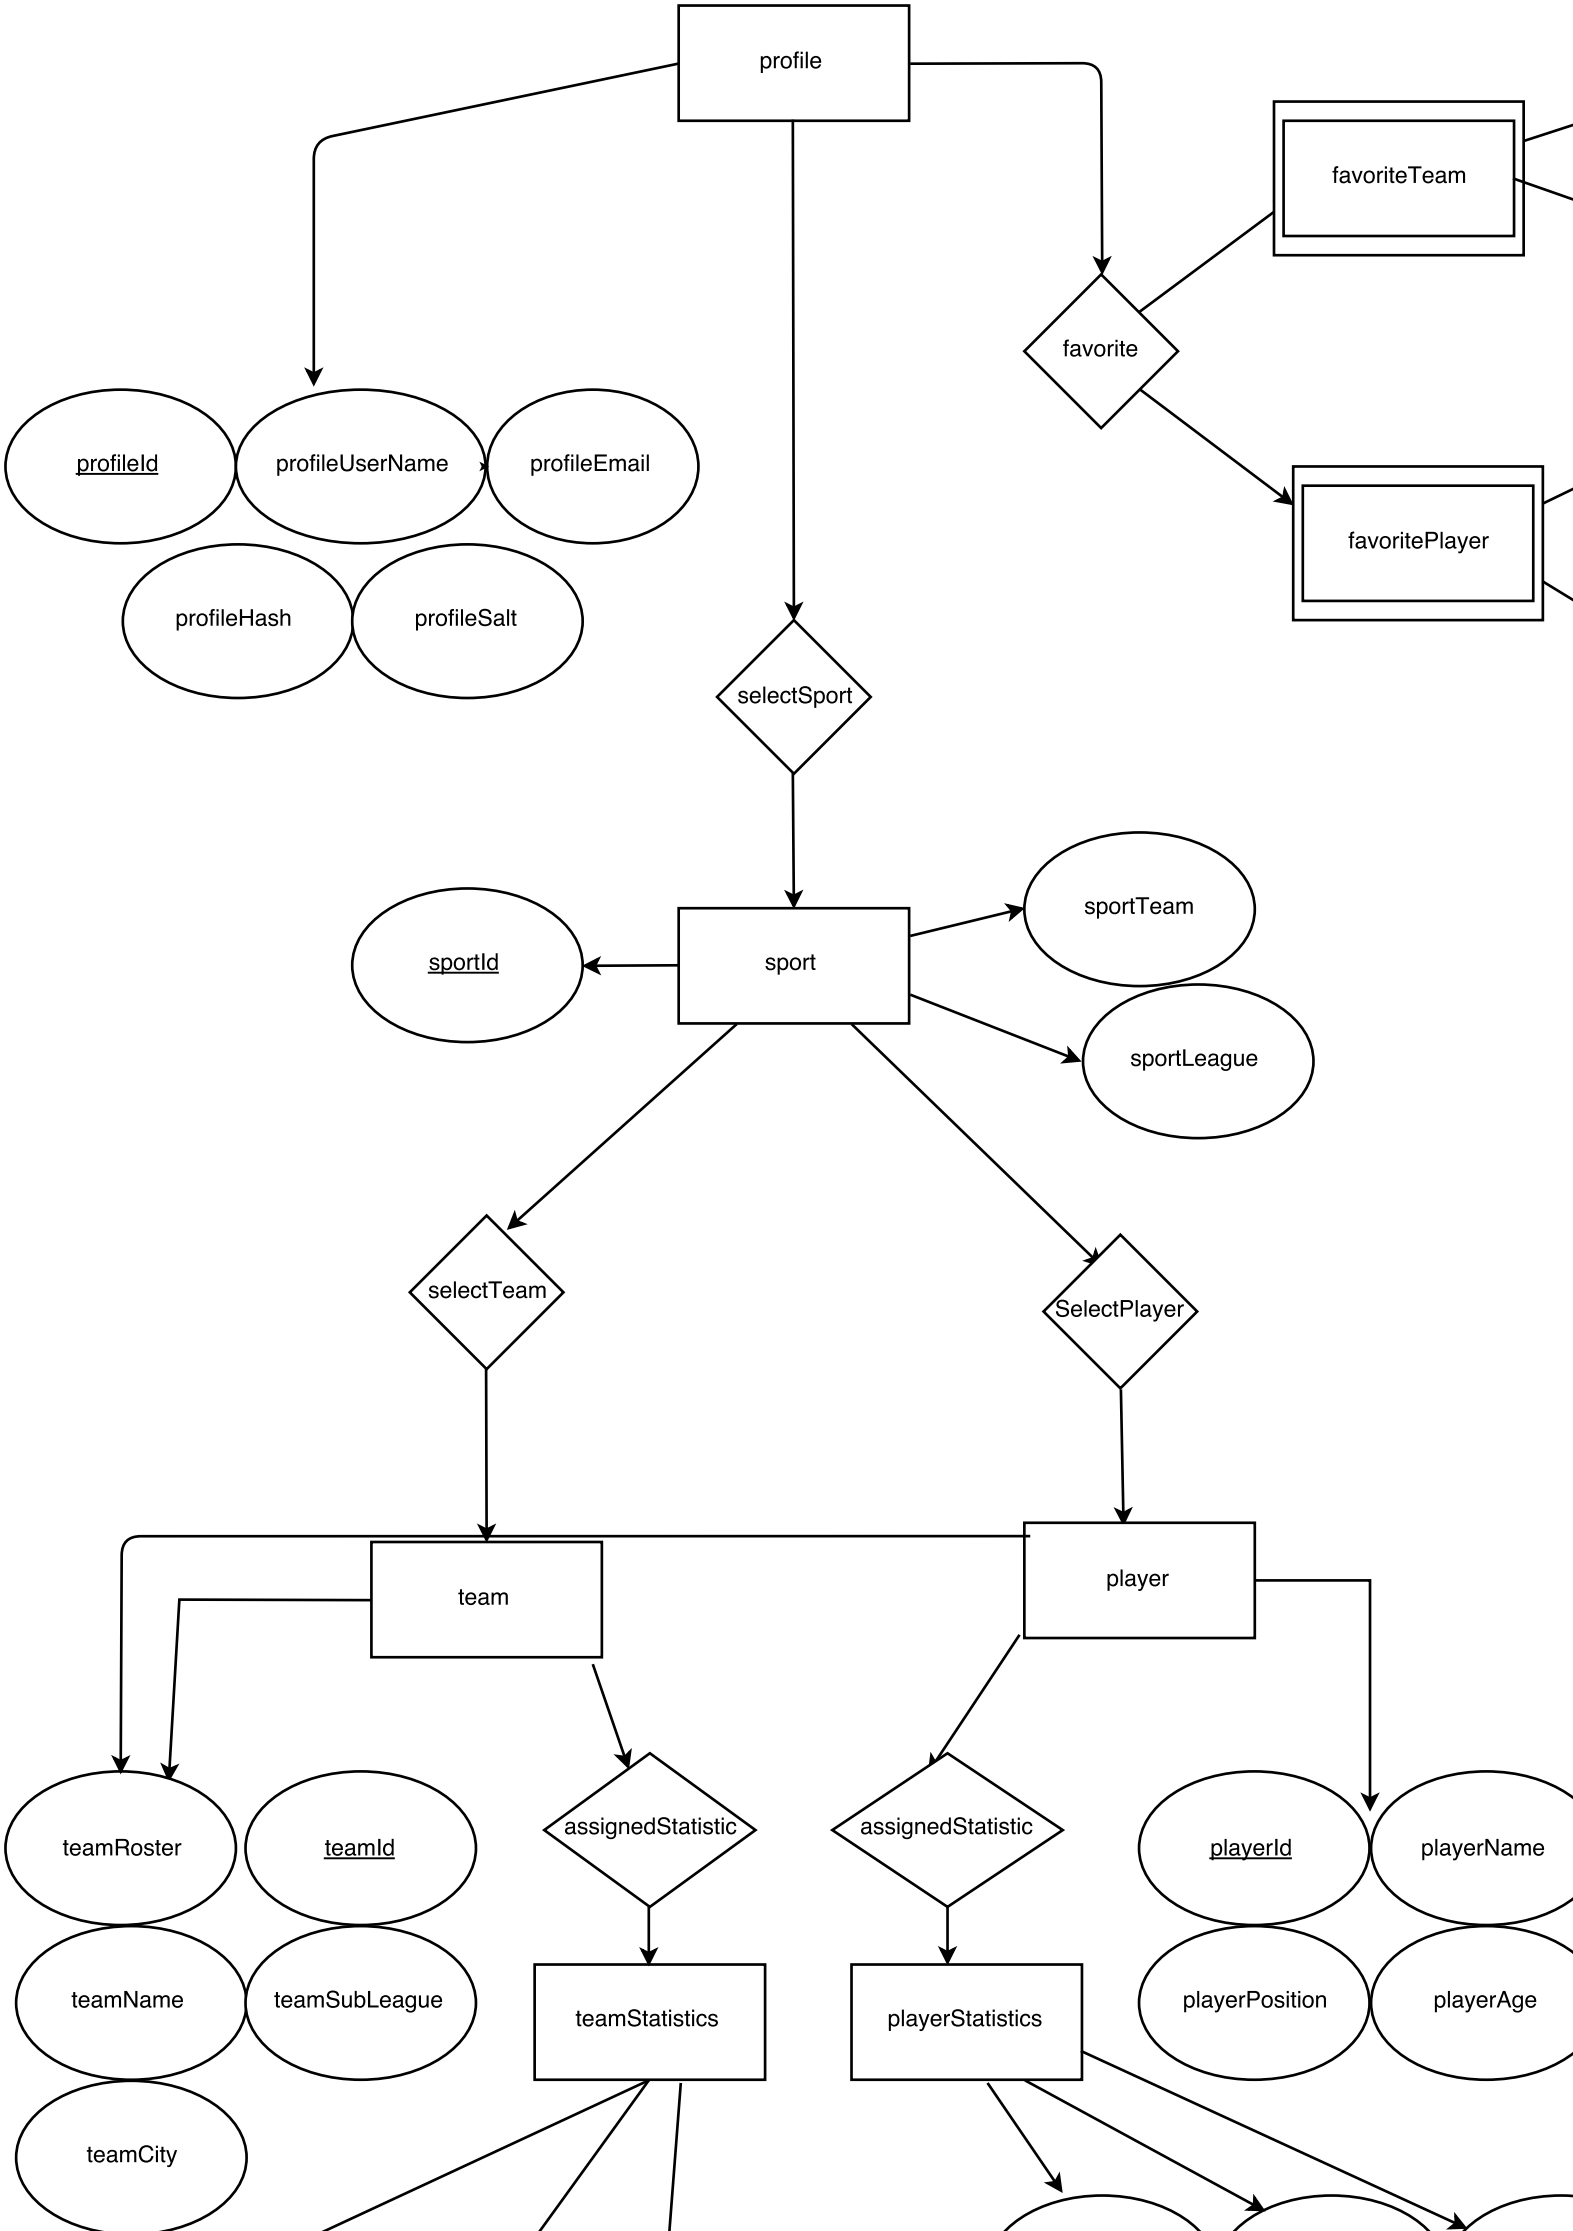 profile
favoriteTeam
favorite
profileId
profileUserName
profileEmail
favoritePlayer
profileHash
profileSalt
selectSport
sportTeam
sportId
sport
sportLeague
selectTeam
SelectPlayer
team
player
teamRoster
teamId
assignedStatistic
assignedStatistic
playerId
playerName
teamName
teamSubLeague
teamStatistics
playerStatistics
playerPosition
playerAge
teamCity